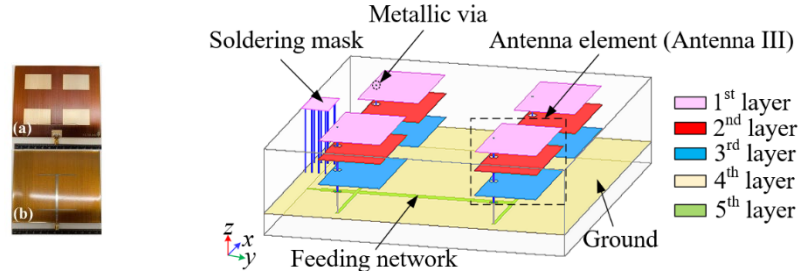 Metallic via
Soldering mask
Antenna element (Antenna III)
(a)
(b)
1st layer
2nd layer
3rd layer
4th layer
5th layer
z
x
y
Feeding network
Ground